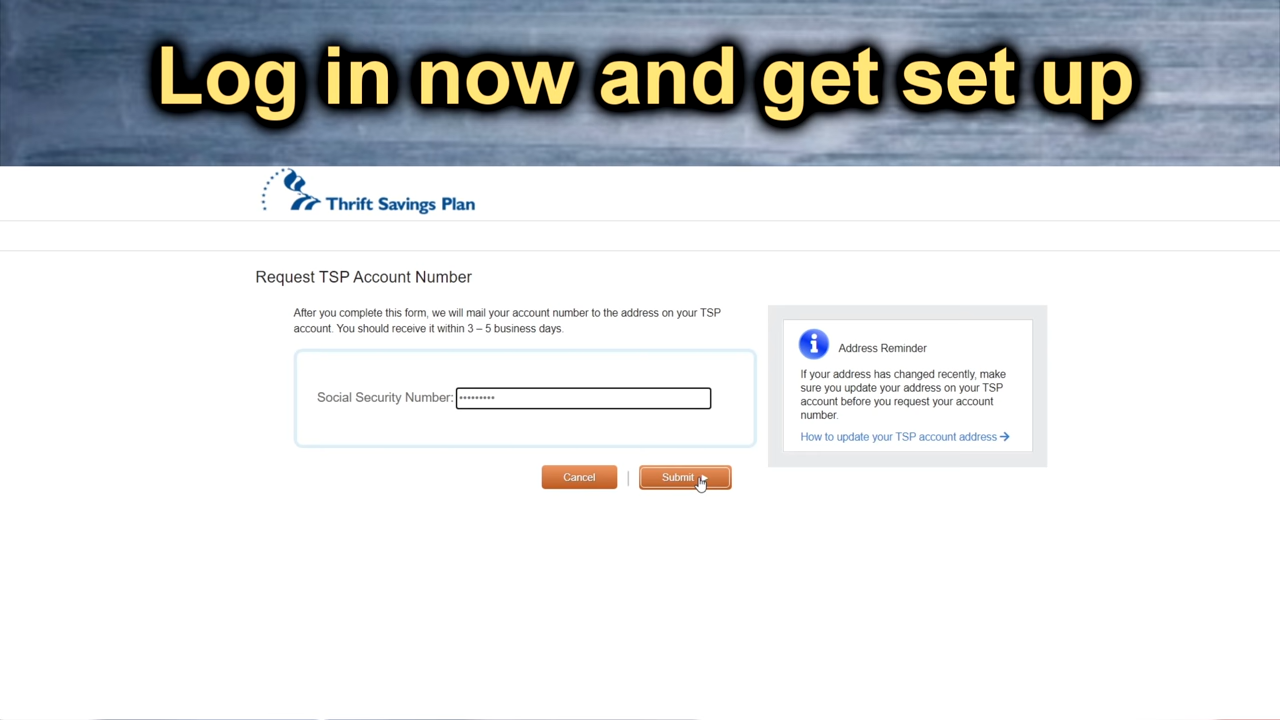 Log in now and get set up
Thrift Savings Plan
Request TSP Account Number
After you complete this form, we will mail your account number to the address on your TSP
account. You should receive it within 3 – 5 business days.
Social Security Number: •••••••••
Cancel | Submit
Address Reminder
If your address has changed recently, make
sure you update your address on your TSP
account before you request your account
number.
How to update your TSP account address →